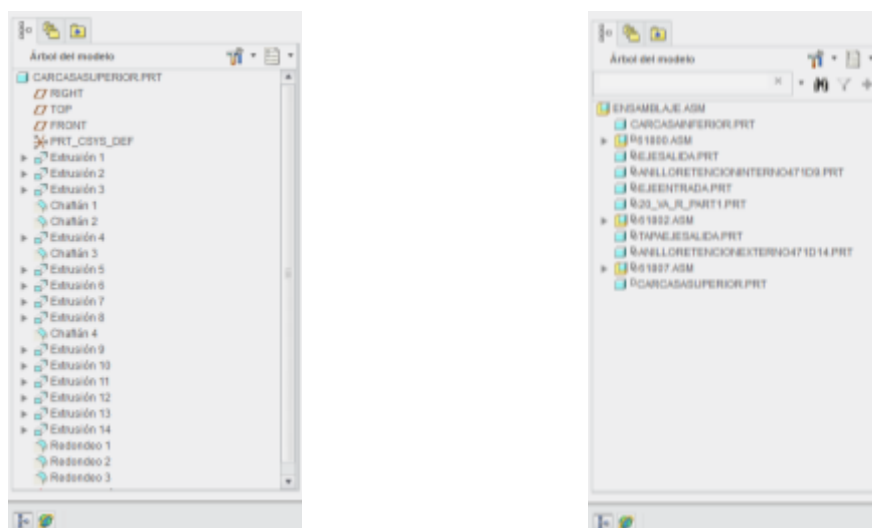 Árbol del modelo
CARCASASUPERIOR.PRT
RIGHT
TOP
FRONT
PRT_CSYS_DEF
Extrusión 1
Extrusión 2
Extrusión 3
Chaflán 1
Chaflán 2
Extrusión 4
Chaflán 3
Extrusión 5
Extrusión 6
Extrusión 7
Extrusión 8
Chaflán 4
Extrusión 9
Extrusión 10
Extrusión 11
Extrusión 12
Extrusión 13
Extrusión 14
Redondeo 1
Redondeo 2
Redondeo 3
Árbol del modelo
ENSAMBLAJE.ASM
CARCASAINFERIOR.PRT
61800.ASM
EJESALIDA.PRT
ANILLORETENCIONINTERNO471D9.PRT
EJEENTRADA.PRT
20_VA_R_PART1.PRT
61802.ASM
TAPAEJESALIDA.PRT
ANILLORETENCIONEXTERNO471D14.PRT
61807.ASM
CARCASASUPERIOR.PRT